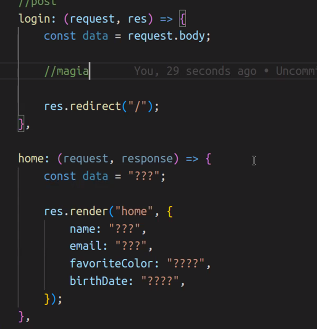 //post
login: (request, res) => {
const data = request.body;
//magia You, 29 seconds ago • Uncomm
res.redirect("/");
},
home: (request, response) => {
const data = "???";
res.render("home", {
name: "???",
email: "???",
favoriteColor: "????",
birthDate: "????",
});
},